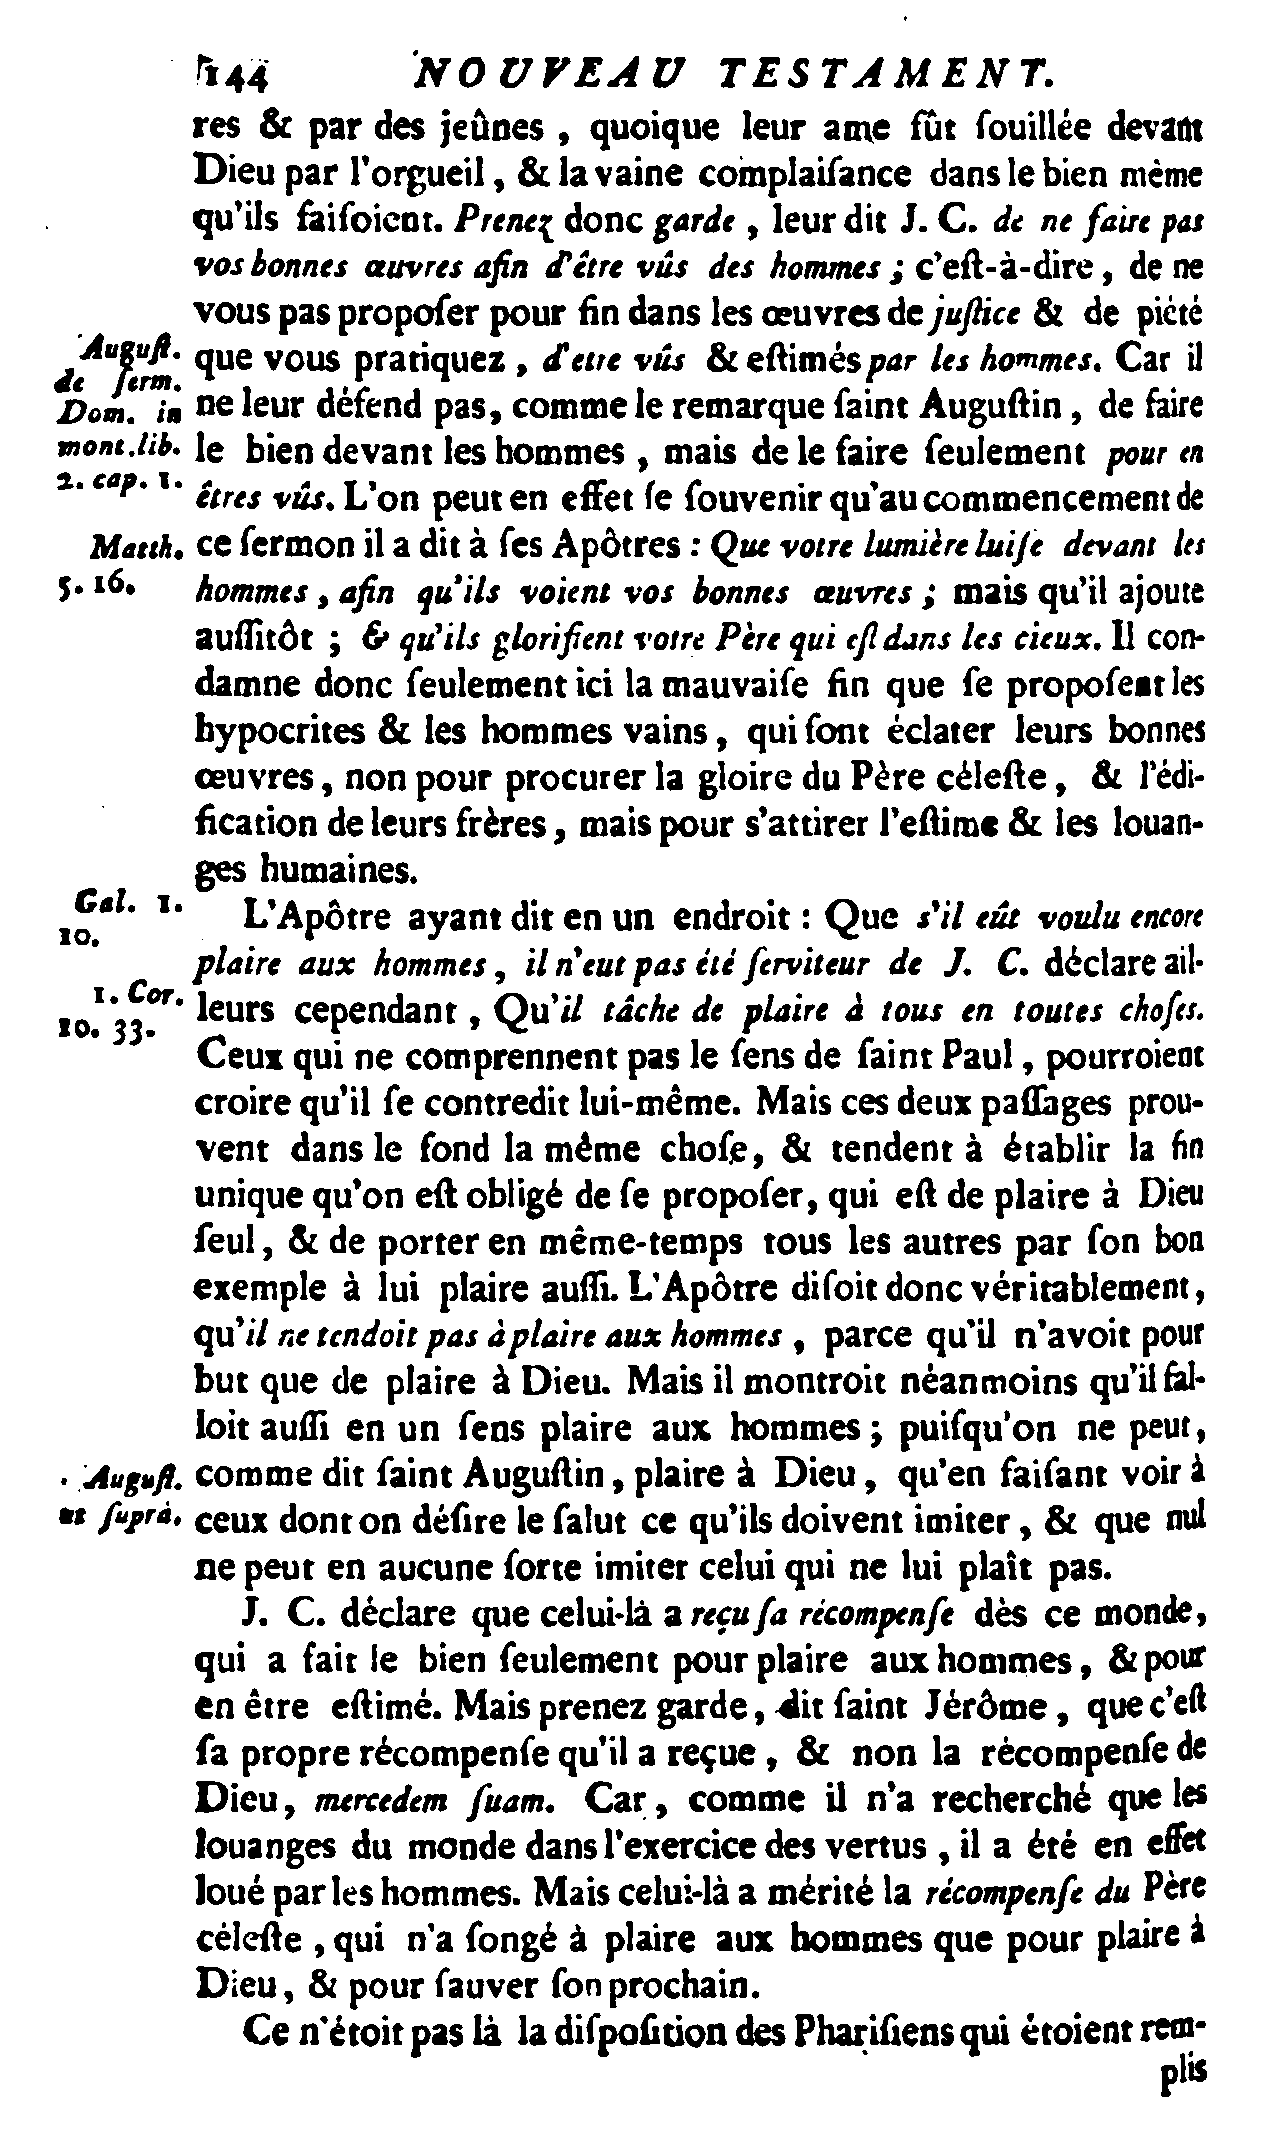 144 NOUVEAU TESTAMENT.
res & par des jeûnes, quoique leur ame fût ſouillée devant
Dieu par l'orgueil, & la vaine complaiſance dans le bien même
qu'ils faiſoient. Prenez donc garde, leur dit J. C. de ne faire pas
vos bonnes œuvres afin d'être vûs des hommes; c'eſt-à-dire, de ne
vous pas propoſer pour fin dans les œuvres de juſtice & de piété
Auguſt. que vous pratiquez, d'etre vûs & eſtimés par les hommes. Car il
de ſerm.
Dom. in ne leur défend pas, comme le remarque ſaint Auguſtin, de faire
mont. lib. le bien devant les hommes, mais de le faire ſeulement pour en
2. cap. 1. êtres vûs. L'on peut en effet ſe ſouvenir qu'au commencement de
Matth. ce ſermon il a dit à ſes Apôtres : Que votre lumière luiſe devant les
5. 16. hommes, afin qu'ils voient vos bonnes œuvres; mais qu'il ajoute
auſſitôt; & qu'ils glorifient votre Père qui eſt dans les cieux. Il con-
damne donc ſeulement ici la mauvaiſe fin que ſe propoſent les
hypocrites & les hommes vains, qui font éclater leurs bonnes
œuvres, non pour procurer la gloire du Père céleſte, & l'édi-
fication de leurs frères, mais pour s'attirer l'eſtime & les louan-
ges humaines.
Gal. 1. L'Apôtre ayant dit en un endroit : Que s'il eût voulu encore
10.
plaire aux hommes, il n'eut pas été ſerviteur de J. C. déclare ail-
1. Cor. leurs cependant, Qu'il tâche de plaire à tous en toutes choſes.
10. 33.
Ceux qui ne comprennent pas le ſens de ſaint Paul, pourroient
croire qu'il ſe contredit lui-même. Mais ces deux paſſages prou-
vent dans le fond la même choſe, & tendent à établir la fin
unique qu'on eſt obligé de ſe propoſer, qui eſt de plaire à Dieu
ſeul, & de porter en même-temps tous les autres par ſon bon
exemple à lui plaire auſſi. L'Apôtre diſoit donc véritablement,
qu'il ne tendoit pas à plaire aux hommes, parce qu'il n'avoit pour
but que de plaire à Dieu. Mais il montroit néanmoins qu'il fal-
loit auſſi en un ſens plaire aux hommes; puiſqu'on ne peut,
Auguſt. comme dit ſaint Auguſtin, plaire à Dieu, qu'en faiſant voir à
ut ſuprà. ceux dont on déſire le ſalut ce qu'ils doivent imiter, & que nul
ne peut en aucune ſorte imiter celui qui ne lui plaît pas.
J. C. déclare que celui-là a reçu ſa récompenſe dès ce monde,
qui a fait le bien ſeulement pour plaire aux hommes, & pour
en être eſtimé. Mais prenez garde, dit ſaint Jérôme, que c'eſt
ſa propre récompenſe qu'il a reçue, & non la récompenſe de
Dieu, mercedem ſuam. Car, comme il n'a recherché que les
louanges du monde dans l'exercice des vertus, il a été en effet
loué par les hommes. Mais celui-là a mérité la récompenſe du Père
céleſte, qui n'a ſongé à plaire aux hommes que pour plaire à
Dieu, & pour ſauver ſon prochain.
Ce n'étoit pas là la diſpoſition des Phariſiens qui étoient rem-
plis